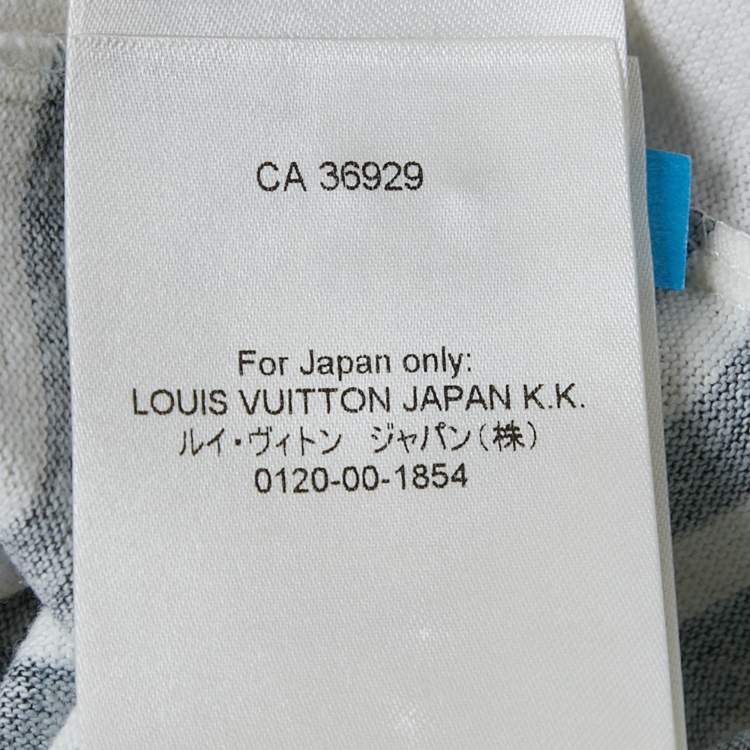 CA 36929
For Japan only:
LOUIS VUITTON JAPAN K.K.
ルイ・ヴィトン ジャパン(株)
0120-00-1854